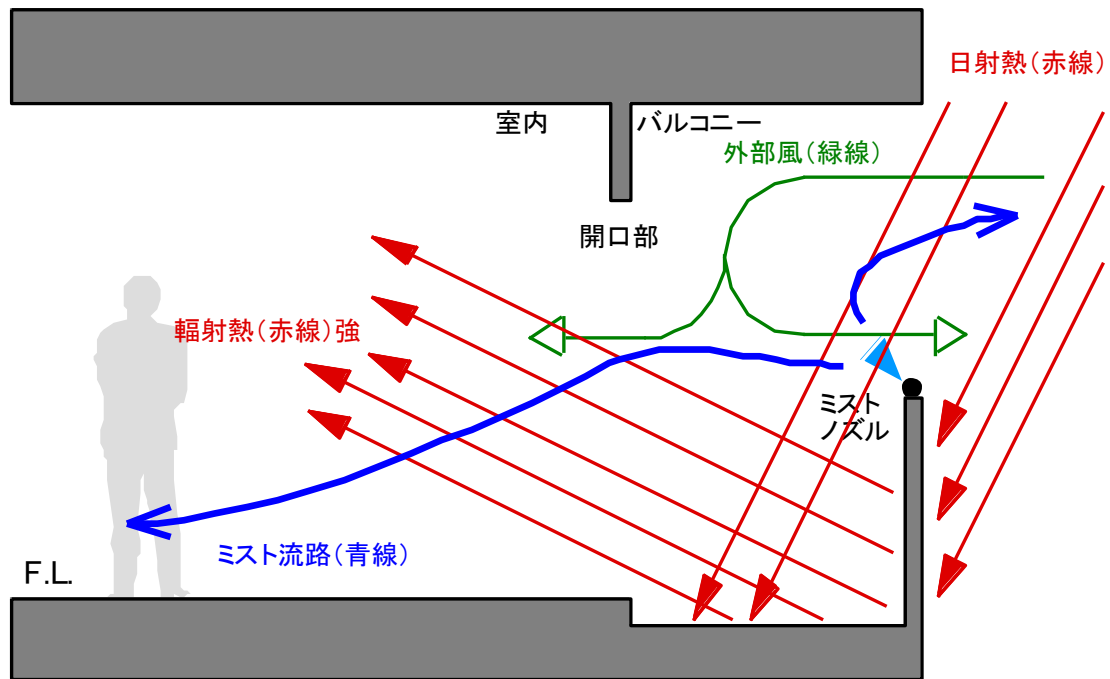 日射熱(赤線)
室内
バルコニー
外部風(緑線)
開口部
輻射熱(赤線)強
ミスト
ノズル
ミスト流路(青線)
F.L.